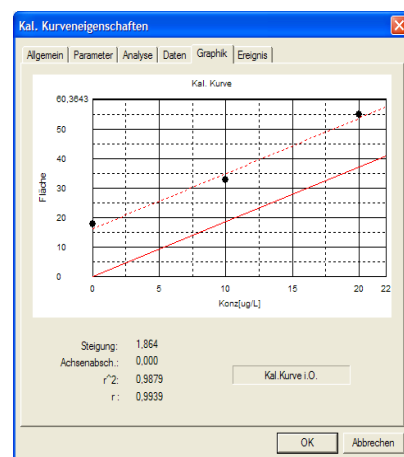 Kal. Kurveneigenschaften
Allgemein Parameter Analyse Daten Graphik Ereignis
Kal. Kurve
60,3643
50
40
30
20
10
0
Fläche
0 5 10 15 20 22
Konz[ug/L]
Steigung: 1,864
Achsenabsch.: 0,000
r^2: 0,9879
r : 0,9939
Kal.Kurve i.O.
OK Abbrechen